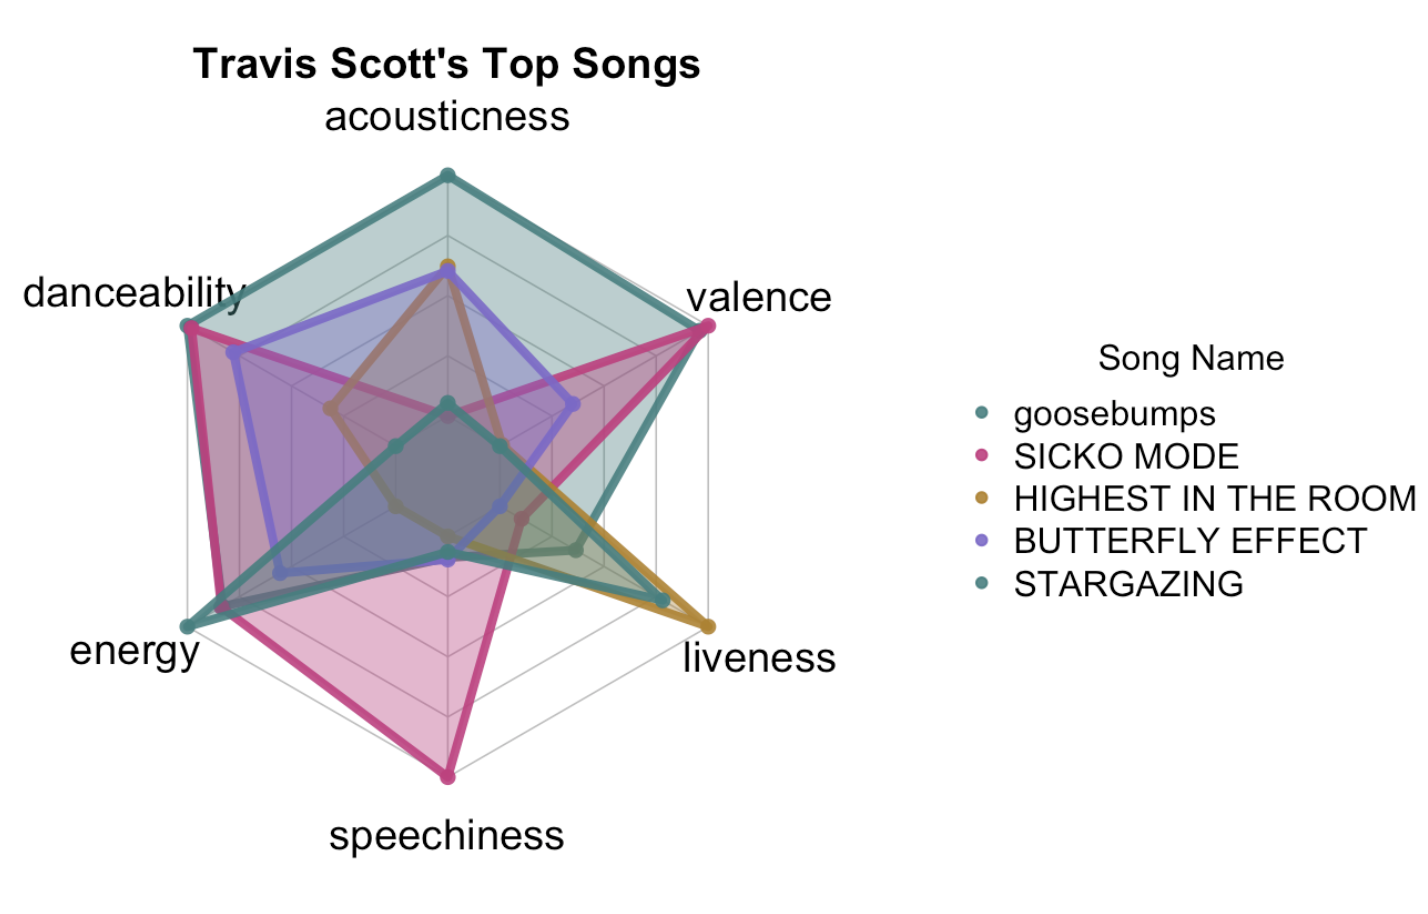 Travis Scott's Top Songs
acousticness
danceability
valence
Song Name
goosebumps
SICKO MODE
HIGHEST IN THE ROOM
BUTTERFLY EFFECT
STARGAZING
energy
liveness
speechiness